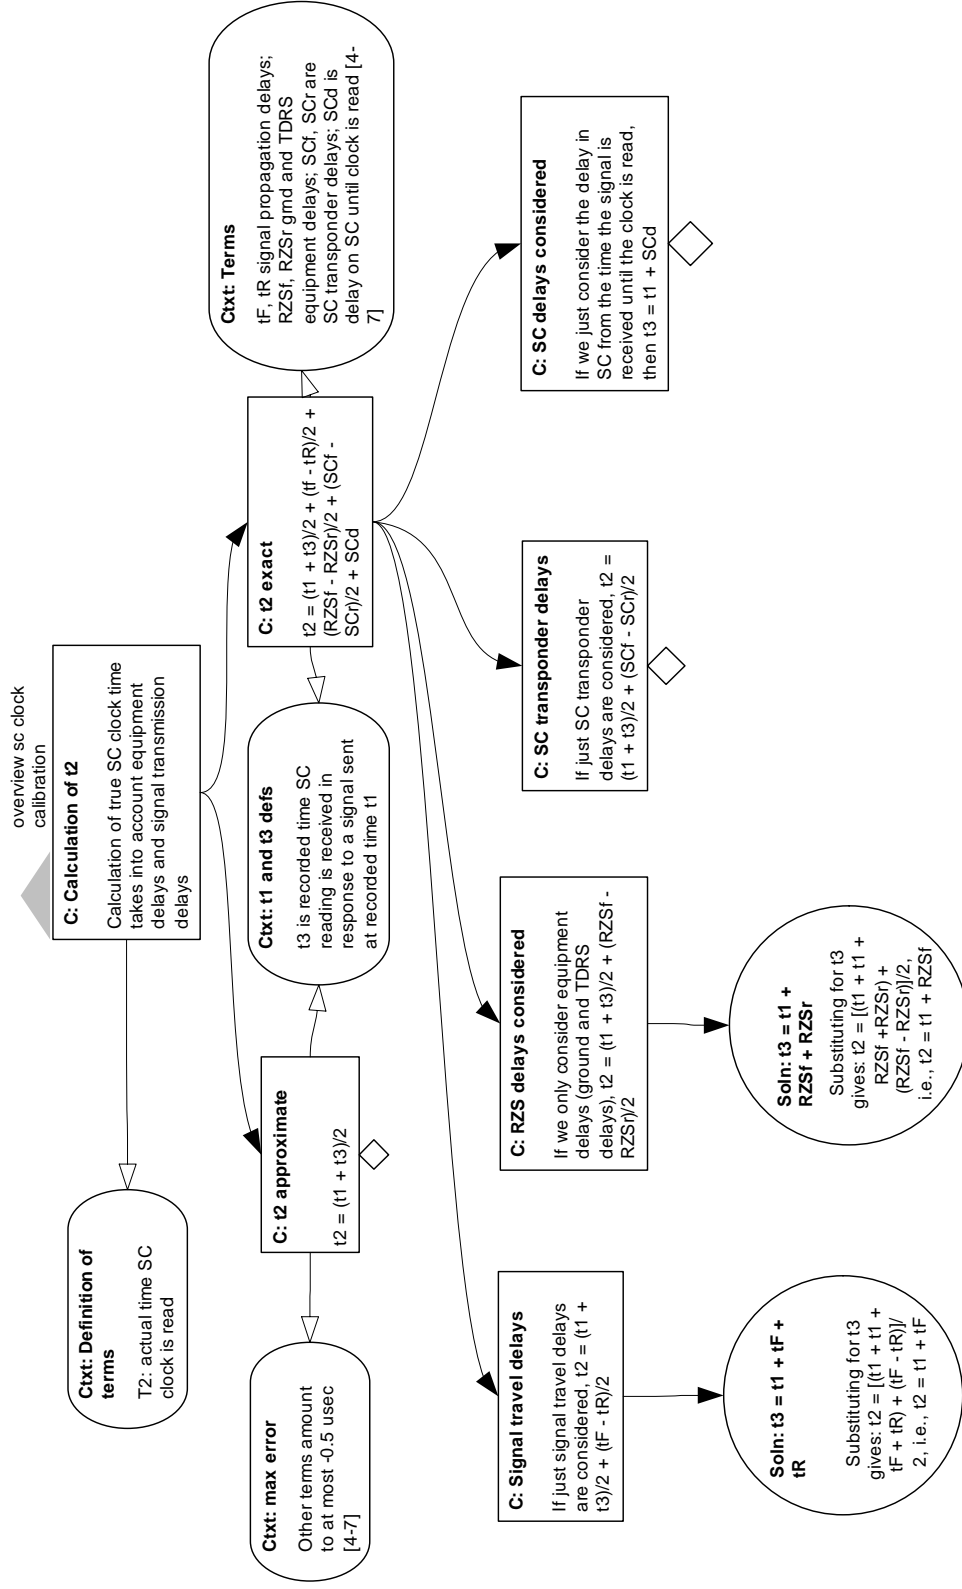 overview sc clock
calibration
C: Calculation of t2
Calculation of true SC clock time
takes into account equipment
delays and signal transmission
delays
Ctxt: Definition of
terms
T2: actual time SC
clock is read
C: t2 approximate
t2 = (t1 + t3)/2
Ctxt: max error
Other terms amount
to at most -0.5 usec
[4-7]
Ctxt: t1 and t3 defs
t3 is recorded time SC
reading is received in
response to a signal sent
at recorded time t1
C: t2 exact
t2 = (t1 + t3)/2 + (tf - tR)/2 +
(RZSf - RZSr)/2 + (SCf -
SCr)/2 + SCd
Ctxt: Terms
tF, tR signal propagation delays;
RZSf, RZSr grnd and TDRS
equipment delays; SCf, SCr are
SC transponder delays; SCd is
delay on SC until clock is read [4-
7]
C: Signal travel delays
If just signal travel delays
are considered, t2 = (t1 +
t3)/2 + (tF - tR)/2
C: RZS delays considered
If we only consider equipment
delays (ground and TDRS
delays), t2 = (t1 + t3)/2 + (RZSf -
RZSr)/2
C: SC transponder delays
If just SC transponder
delays are considered, t2 =
(t1 + t3)/2 + (SCf - SCr)/2
C: SC delays considered
If we just consider the delay in
SC from the time the signal is
received until the clock is read,
then t3 = t1 + SCd
Soln: t3 = t1 + tF +
tR
Substituting for t3
gives: t2 = [(t1 + t1 +
tF + tR) + (tF - tR)]/
2, i.e., t2 = t1 + tF
Soln: t3 = t1 +
RZSf + RZSr
Substituting for t3
gives: t2 = [(t1 + t1 +
RZSf +RZSr) +
(RZSf - RZSr)]/2,
i.e., t2 = t1 + RZSf